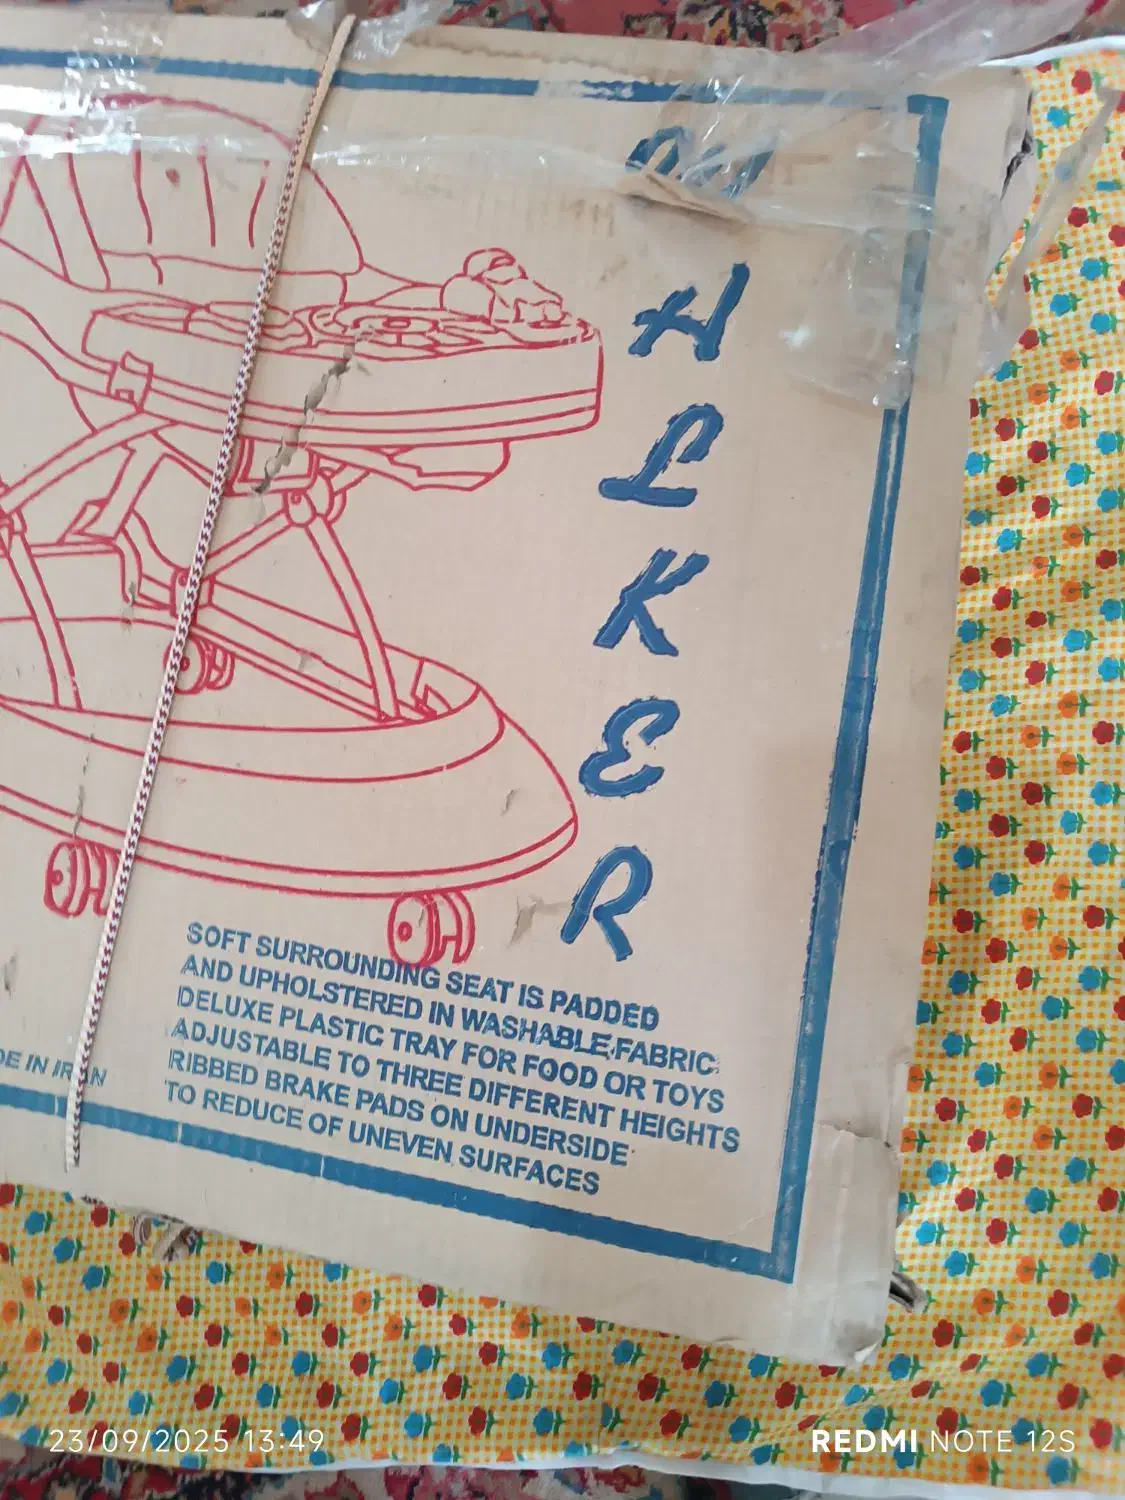 WALKER
SOFT SURROUNDING SEAT IS PADDED
AND UPHOLSTERED IN WASHABLE FABRIC
DELUXE PLASTIC TRAY FOR FOOD OR TOYS
ADJUSTABLE TO THREE DIFFERENT HEIGHTS
RIBBED BRAKE PADS ON UNDERSIDE
TO REDUCE OF UNEVEN SURFACES
DE IN IRAN
23/09/2025 13:49
REDMI NOTE 12S